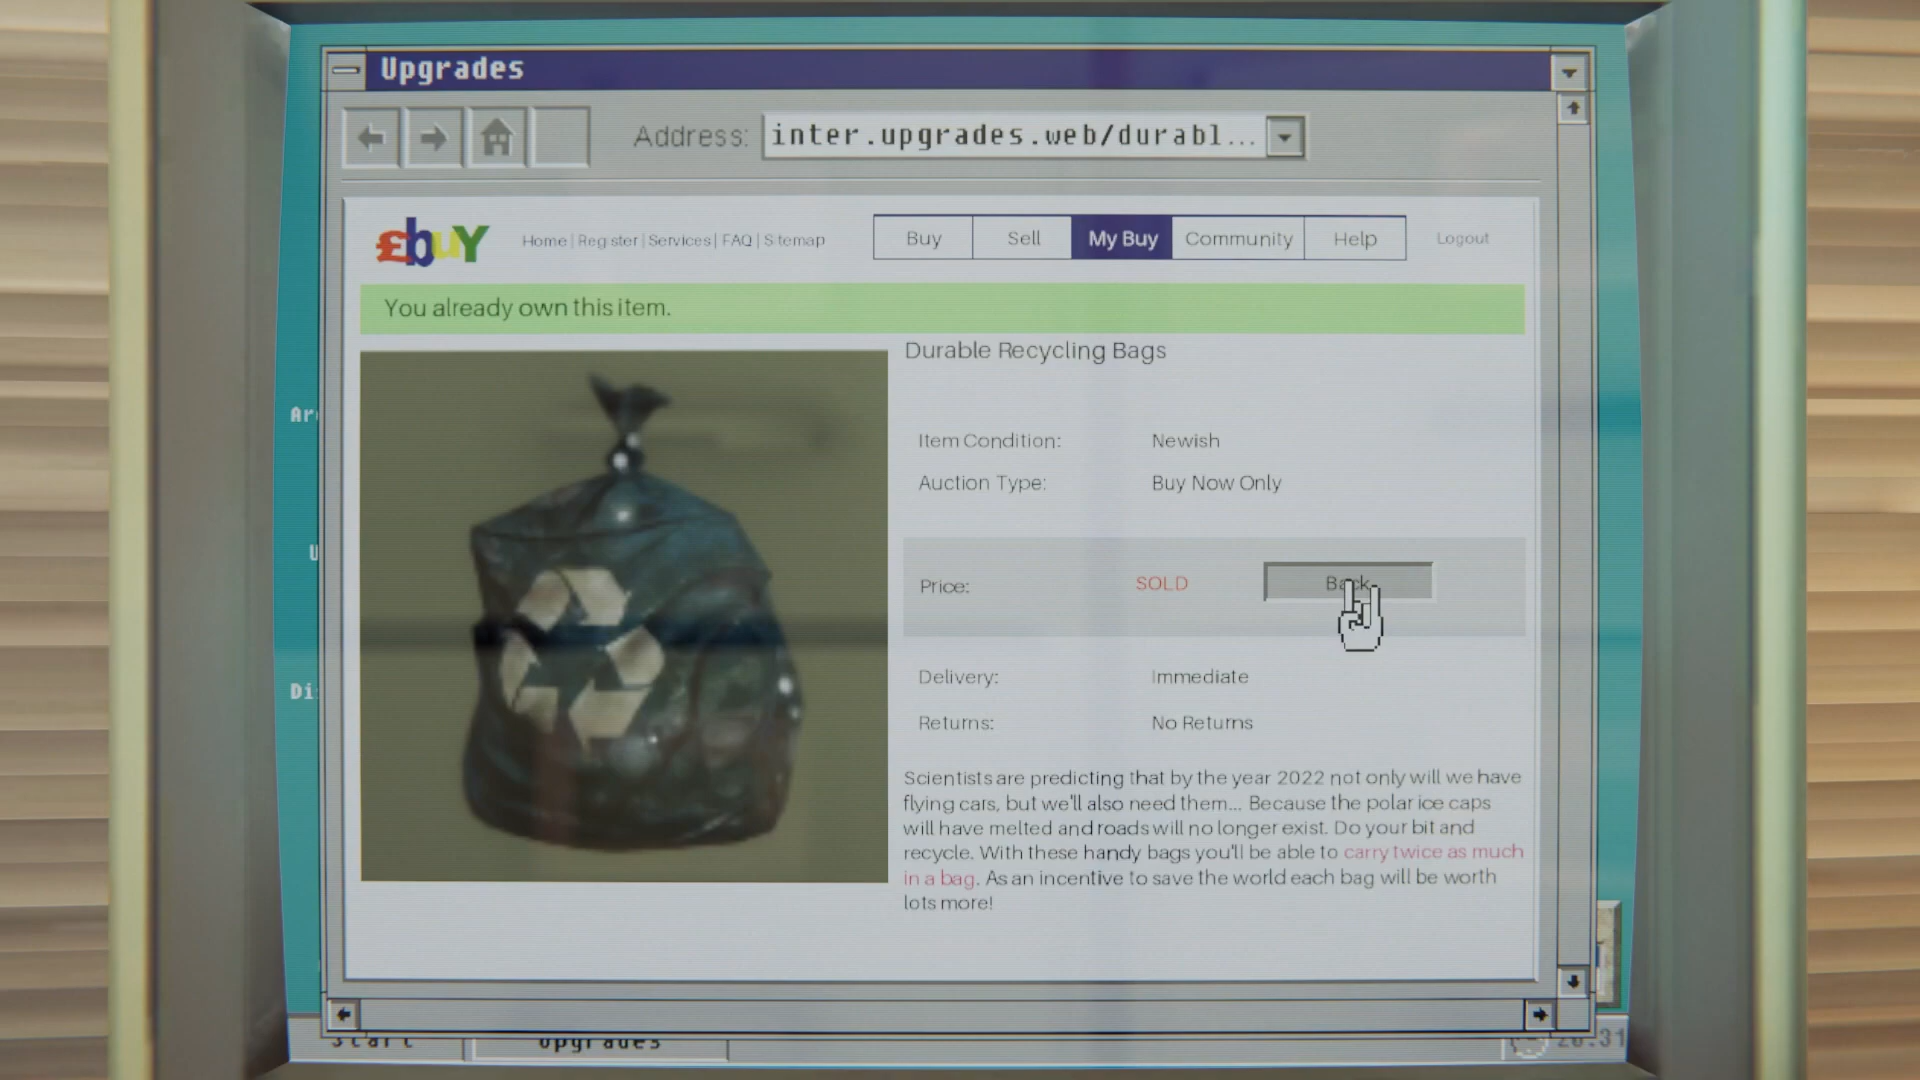 Upgrades
Address: inter.upgrades.web/durabl...
£buY
Home | Register | Services | FAQ | Sitemap
Buy Sell My Buy Community Help Logout
You already own this item.
Durable Recycling Bags
Item Condition: Newish
Auction Type: Buy Now Only
Price: SOLD Back
Delivery: Immediate
Returns: No Returns
Scientists are predicting that by the year 2022 not only will we have
flying cars, but we'll also need them... Because the polar ice caps
will have melted and roads will no longer exist. Do your bit and
recycle. With these handy bags you'll be able to carry twice as much
in a bag. As an incentive to save the world each bag will be worth
lots more!
Start Upgrades